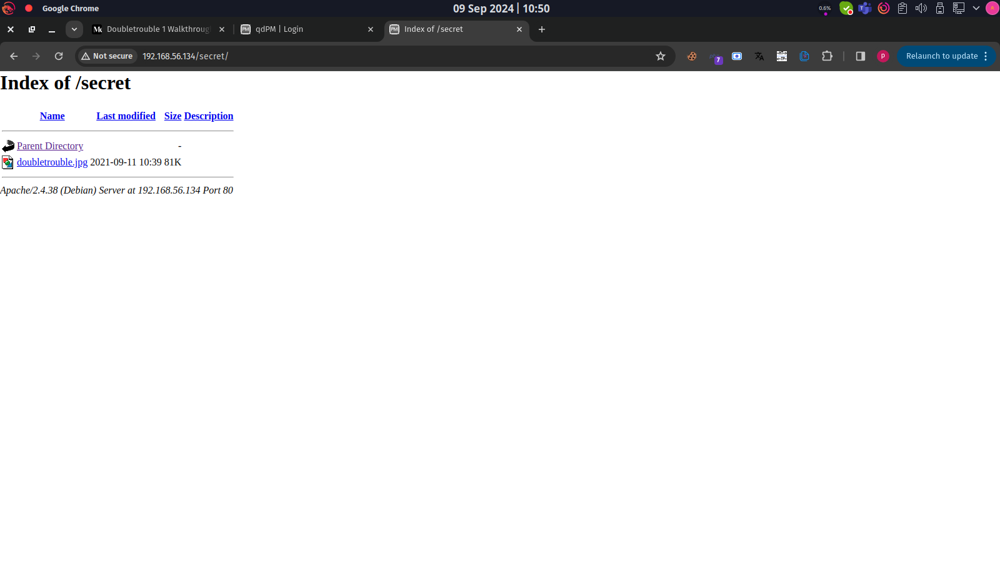 Google Chrome
09 Sep 2024 | 10:50
0.6%
Doubletrouble 1 Walkthroug
qdPM | Login
Index of /secret
Not secure
192.168.56.134/secret/
7
P
Relaunch to update
Index of /secret
Name Last modified Size Description
Parent Directory -
doubletrouble.jpg 2021-09-11 10:39 81K
Apache/2.4.38 (Debian) Server at 192.168.56.134 Port 80